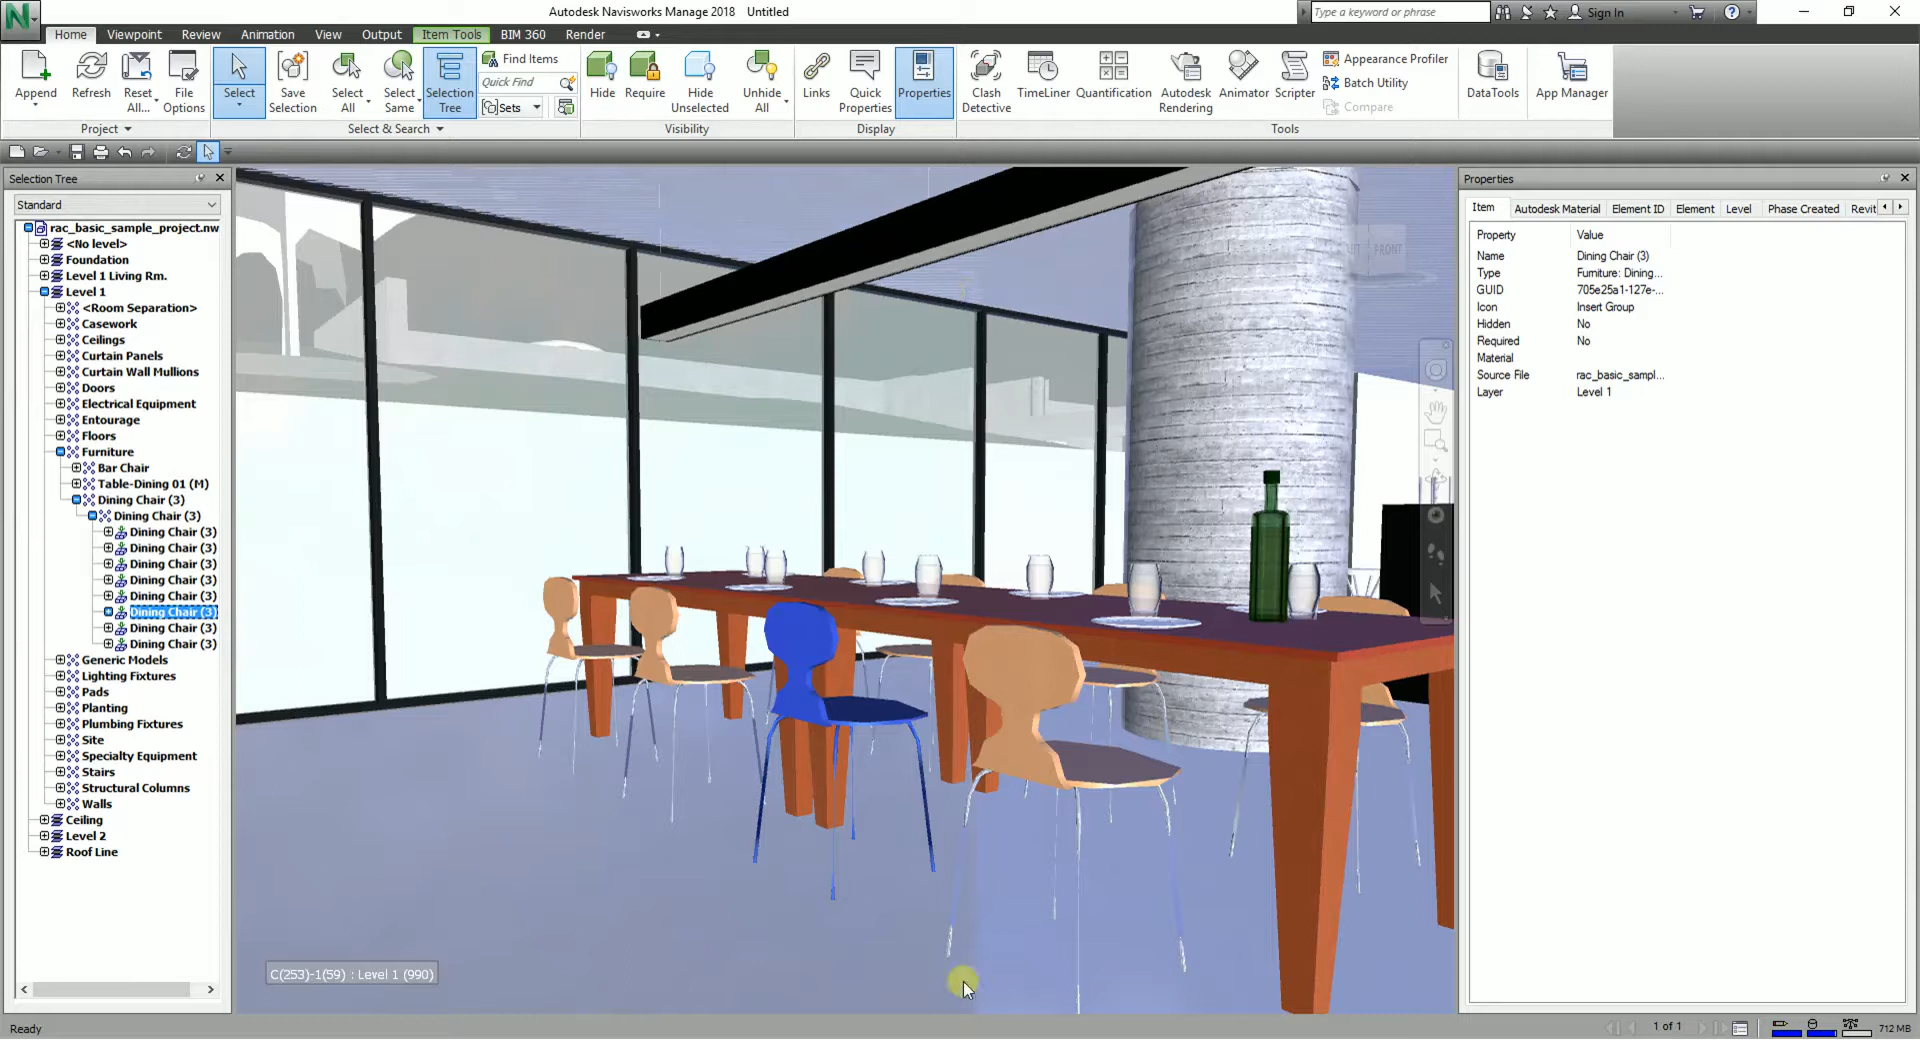 Autodesk Navisworks Manage 2018 Untitled
Type a keyword or phrase
Sign In
Home Viewpoint Review Animation View Output Item Tools BIM 360 Render
Append
Refresh
Reset All...
File Options
Project
Select
Save Selection
Select All
Select Same
Selection Tree
Find Items
Quick Find
Sets
Select & Search
Hide
Require
Hide Unselected
Unhide All
Visibility
Links
Quick Properties
Properties
Display
Clash Detective
TimeLiner
Quantification
Autodesk Rendering
Animator
Scripter
Appearance Profiler
Batch Utility
Compare
Tools
DataTools
App Manager
Selection Tree
Standard
rac_basic_sample_project.nw
<No level>
Foundation
Level 1 Living Rm.
Level 1
<Room Separation>
Casework
Ceilings
Curtain Panels
Curtain Wall Mullions
Doors
Electrical Equipment
Entourage
Floors
Furniture
Bar Chair
Table-Dining 01 (M)
Dining Chair (3)
Dining Chair (3)
Dining Chair (3)
Dining Chair (3)
Dining Chair (3)
Dining Chair (3)
Dining Chair (3)
Dining Chair (3)
Dining Chair (3)
Dining Chair (3)
Generic Models
Lighting Fixtures
Pads
Planting
Plumbing Fixtures
Site
Specialty Equipment
Stairs
Structural Columns
Walls
Ceiling
Level 2
Roof Line
FRONT
C(253)-1(59) : Level 1 (990)
Properties
Item Autodesk Material Element ID Element Level Phase Created Revit
Property Value
Name Dining Chair (3)
Type Furniture: Dining...
GUID 705e25a1-127e-...
Icon Insert Group
Hidden No
Required No
Material
Source File rac_basic_sampl...
Layer Level 1
Ready
1 of 1
712 MB